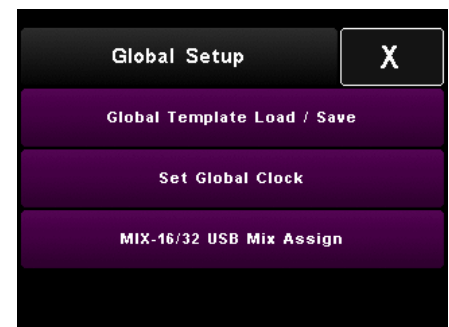 Global Setup X
Global Template Load / Save
Set Global Clock
MIX-16/32 USB Mix Assign